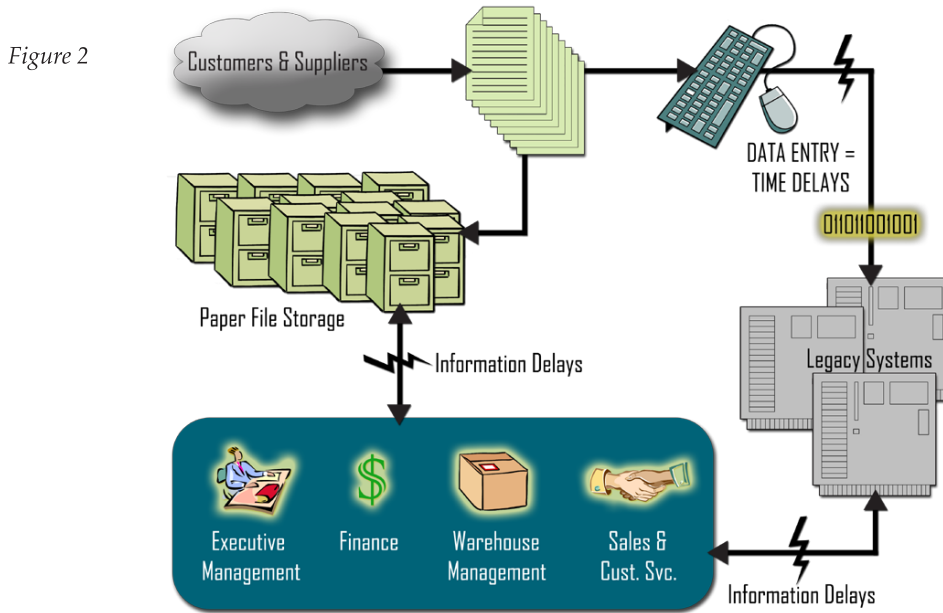 Figure 2
Customers & Suppliers
DATA ENTRY =
TIME DELAYS
011011001001
Paper File Storage
Information Delays
Legacy Systems
Executive
Management
Finance
Warehouse
Management
Sales &
Cust. Svc.
Information Delays